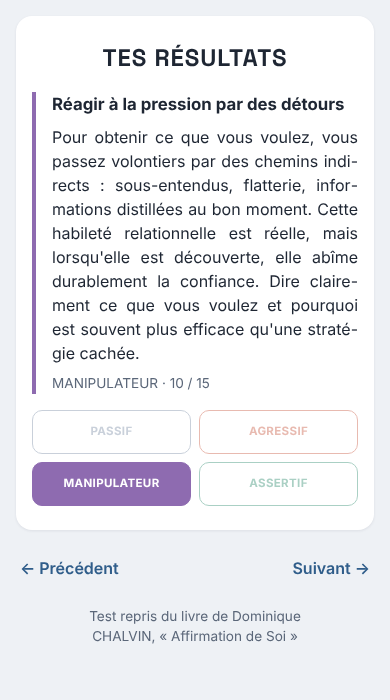 TES RÉSULTATS
Réagir à la pression par des détours
Pour obtenir ce que vous voulez, vous
passez volontiers par des chemins indi-
rects : sous-entendus, flatterie, infor-
mations distillées au bon moment. Cette
habileté relationnelle est réelle, mais
lorsqu'elle est découverte, elle abîme
durablement la confiance. Dire claire-
ment ce que vous voulez et pourquoi
est souvent plus efficace qu'une straté-
gie cachée.
MANIPULATEUR · 10 / 15
PASSIF
AGRESSIF
MANIPULATEUR
ASSERTIF
← Précédent
Suivant →
Test repris du livre de Dominique
CHALVIN, « Affirmation de Soi »